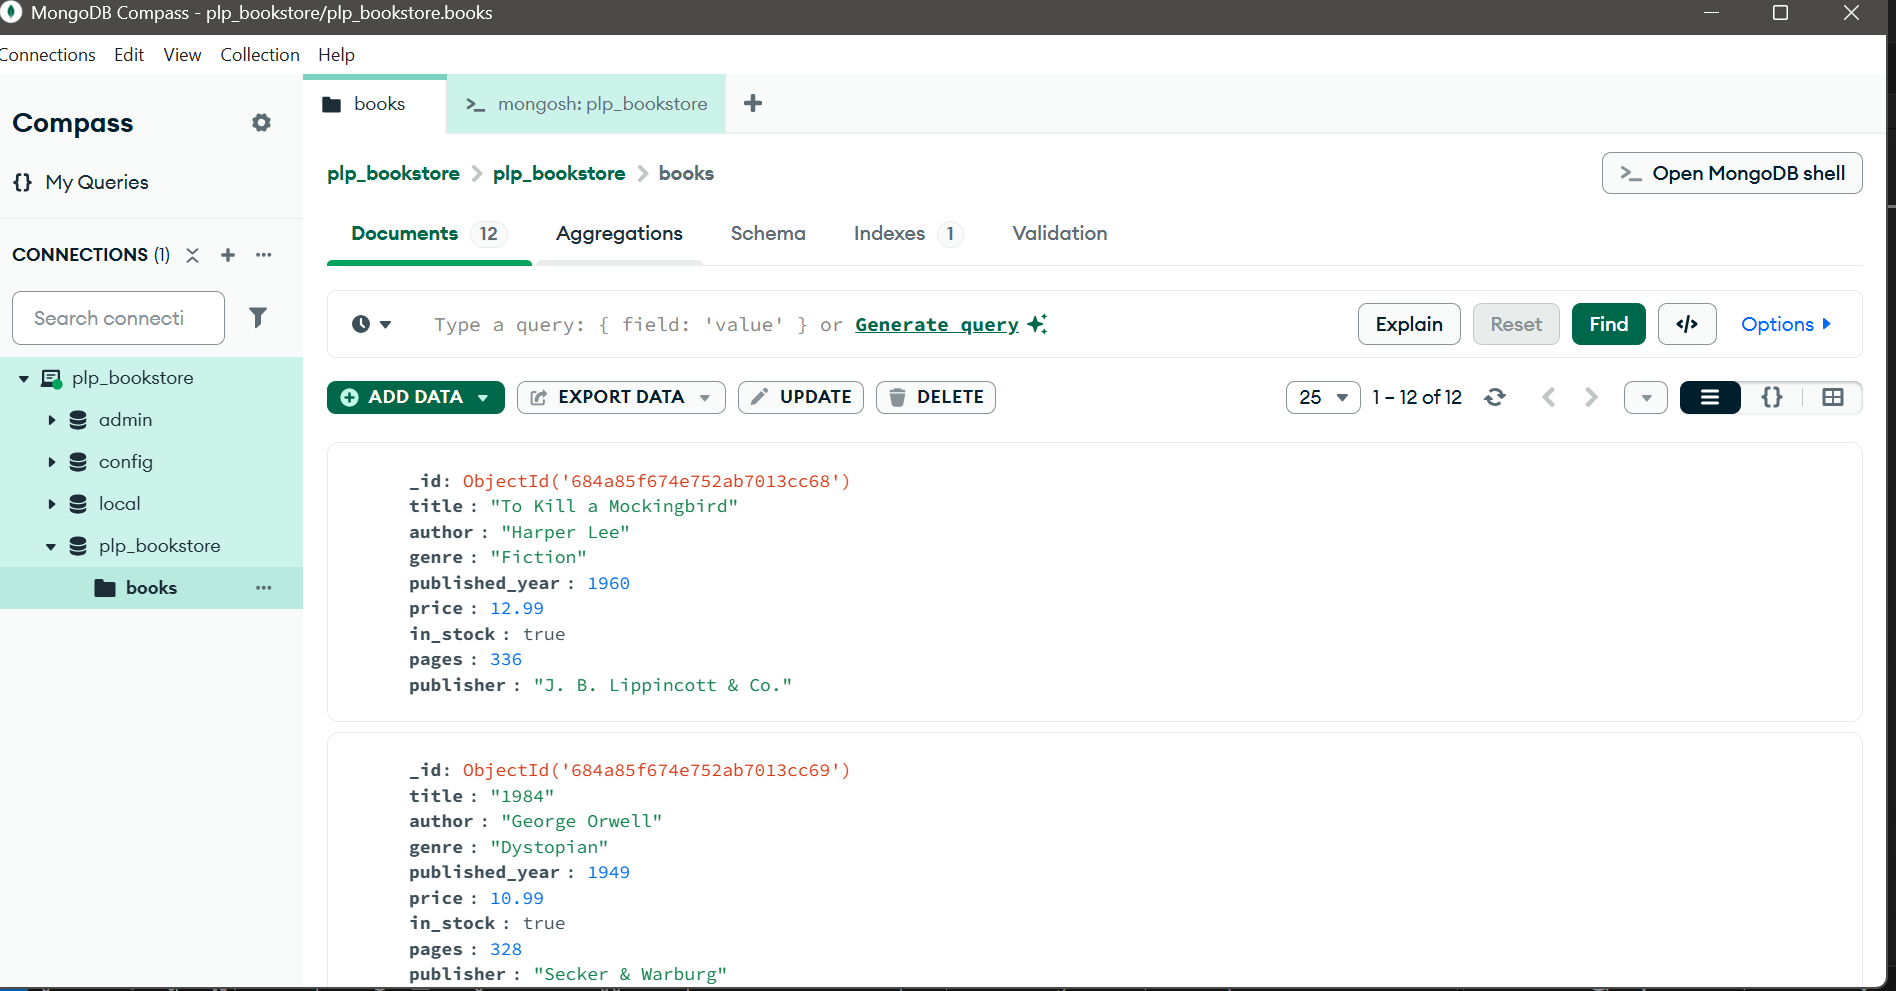 MongoDB Compass - plp_bookstore/plp_bookstore.books
Connections Edit View Collection Help
Compass
{} My Queries
CONNECTIONS (1)
Search connecti
plp_bookstore
admin
config
local
plp_bookstore
books
books
>_ mongosh: plp_bookstore
plp_bookstore > plp_bookstore > books
>_ Open MongoDB shell
Documents 12 Aggregations Schema Indexes 1 Validation
Type a query: { field: 'value' } or Generate query
Explain Reset Find </> Options
ADD DATA EXPORT DATA UPDATE DELETE
25 1 – 12 of 12 {}
_id: ObjectId('684a85f674e752ab7013cc68')
title : "To Kill a Mockingbird"
author : "Harper Lee"
genre : "Fiction"
published_year : 1960
price : 12.99
in_stock : true
pages : 336
publisher : "J. B. Lippincott & Co."
_id: ObjectId('684a85f674e752ab7013cc69')
title : "1984"
author : "George Orwell"
genre : "Dystopian"
published_year : 1949
price : 10.99
in_stock : true
pages : 328
publisher : "Secker & Warburg"